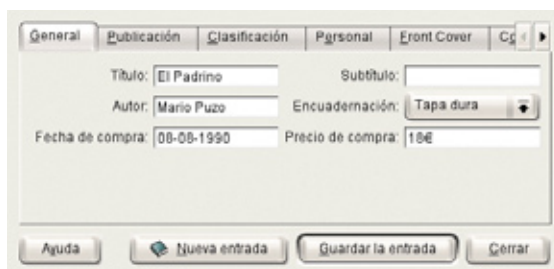 General Publicación Clasificación Personal Front Cover
Título: El Padrino Subtítulo:
Autor: Mario Puzo Encuadernación: Tapa dura
Fecha de compra: 08-08-1990 Precio de compra: 18€
Ayuda Nueva entrada Guardar la entrada Cerrar